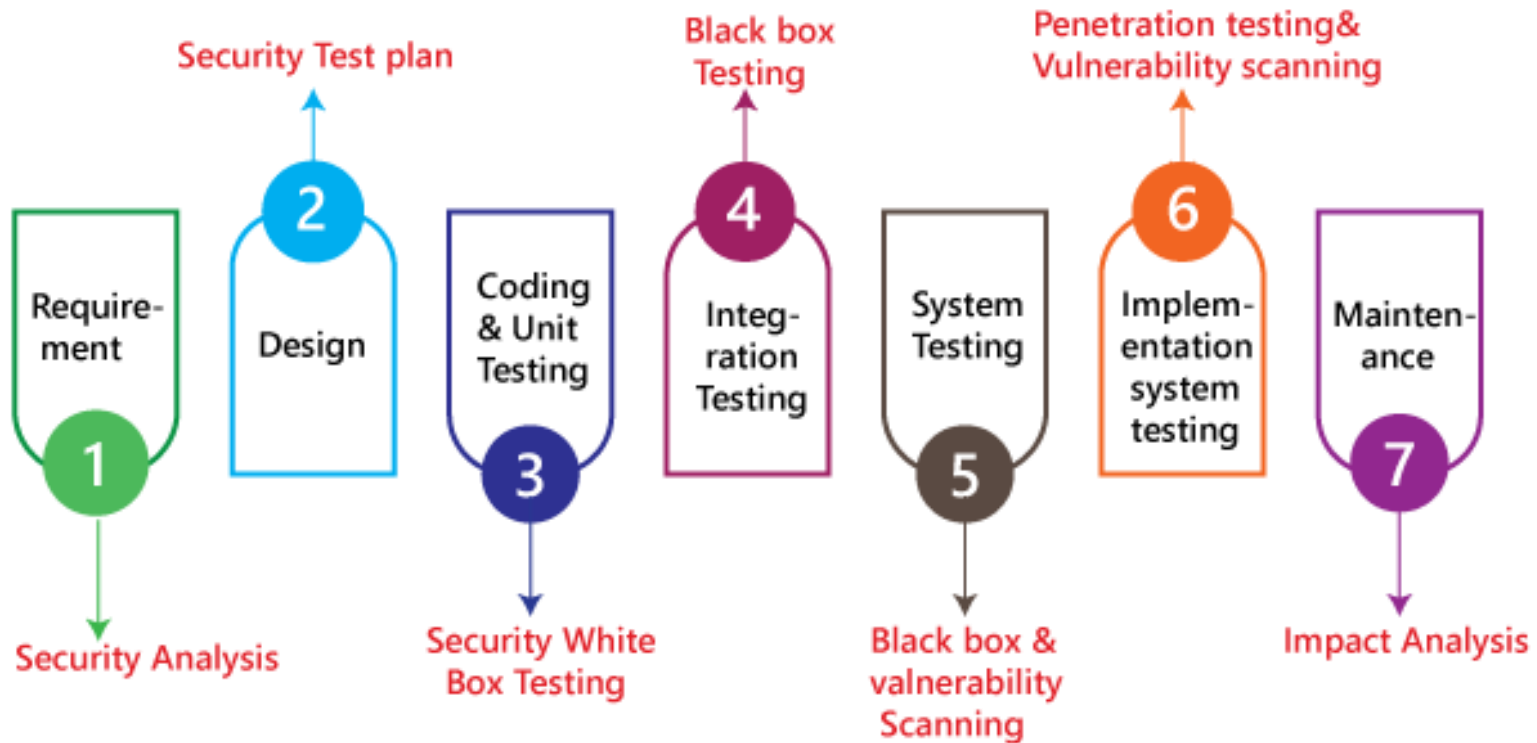 Security Test plan
Black box
Testing
Penetration testing&
Vulnerability scanning
1
Require-
ment
Security Analysis
2
Design
3
Coding
& Unit
Testing
Security White
Box Testing
4
Integ-
ration
Testing
5
System
Testing
Black box &
valnerability
Scanning
6
Implem-
entation
system
testing
7
Mainten-
ance
Impact Analysis